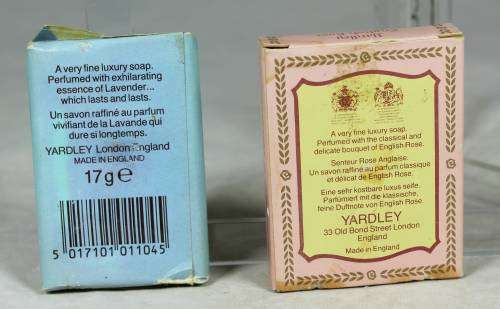 A very fine luxury soap.
Perfumed with exhilarating
essence of Lavender...
which lasts and lasts.
Un savon raffiné au parfum
vivifiant de la Lavande qui
dure si longtemps.
YARDLEY London England
MADE IN ENGLAND
17g℮
5 017101 011045
A very fine luxury soap.
Perfumed with the classical and
delicate bouquet of English Rose.
Senteur Rose Anglaise:
Un savon raffiné au parfum classique
et délicat de English Rose.
Eine sehr kostbare luxus seife.
Parfümiert mit die klassische,
feine Duftnote von English Rose.
YARDLEY
33 Old Bond Street London
England
Made in England